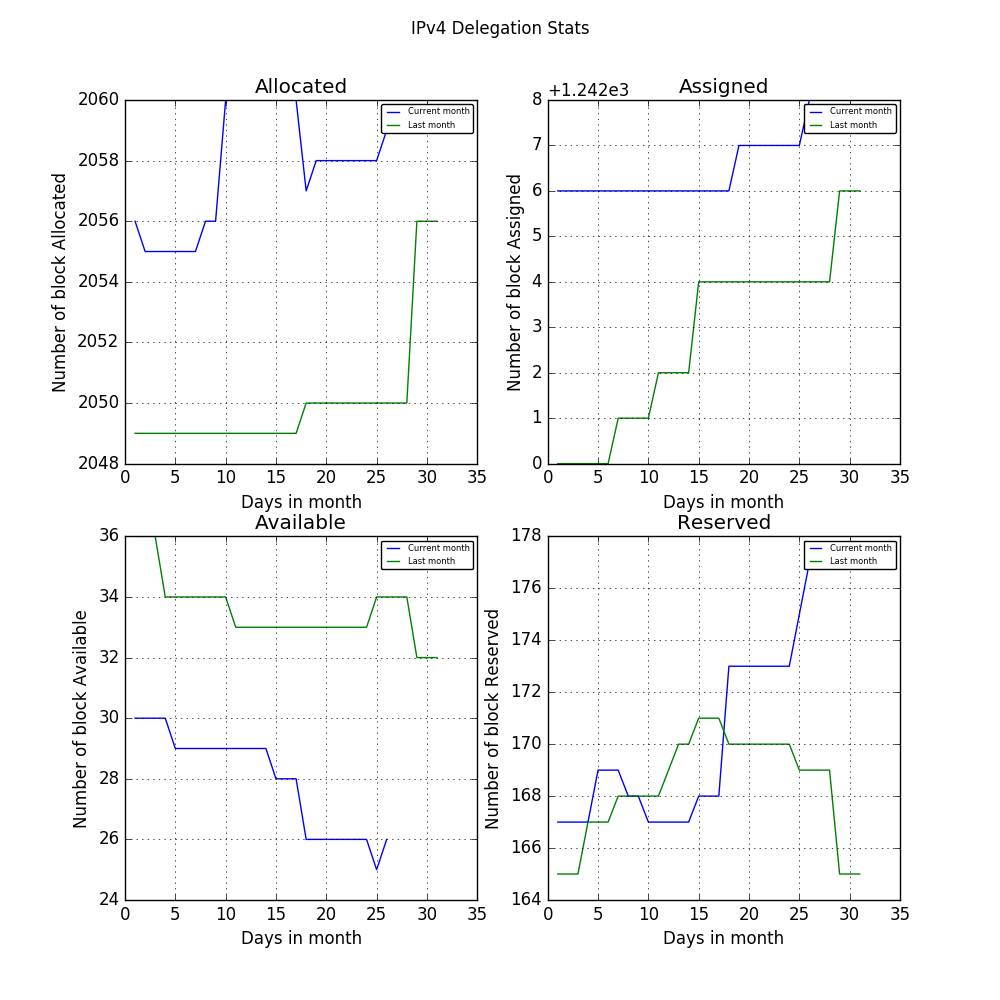 IPv4 Delegation Stats
Allocated
Number of block Allocated
2060
2058
2056
2054
2052
2050
2048
0 5 10 15 20 25 30 35
Days in month
Current month
Last month
Assigned
+1.242e3
Number of block Assigned
8
7
6
5
4
3
2
1
0
0 5 10 15 20 25 30 35
Days in month
Current month
Last month
Available
Number of block Available
36
34
32
30
28
26
24
0 5 10 15 20 25 30 35
Days in month
Current month
Last month
Reserved
Number of block Reserved
178
176
174
172
170
168
166
164
0 5 10 15 20 25 30 35
Days in month
Current month
Last month